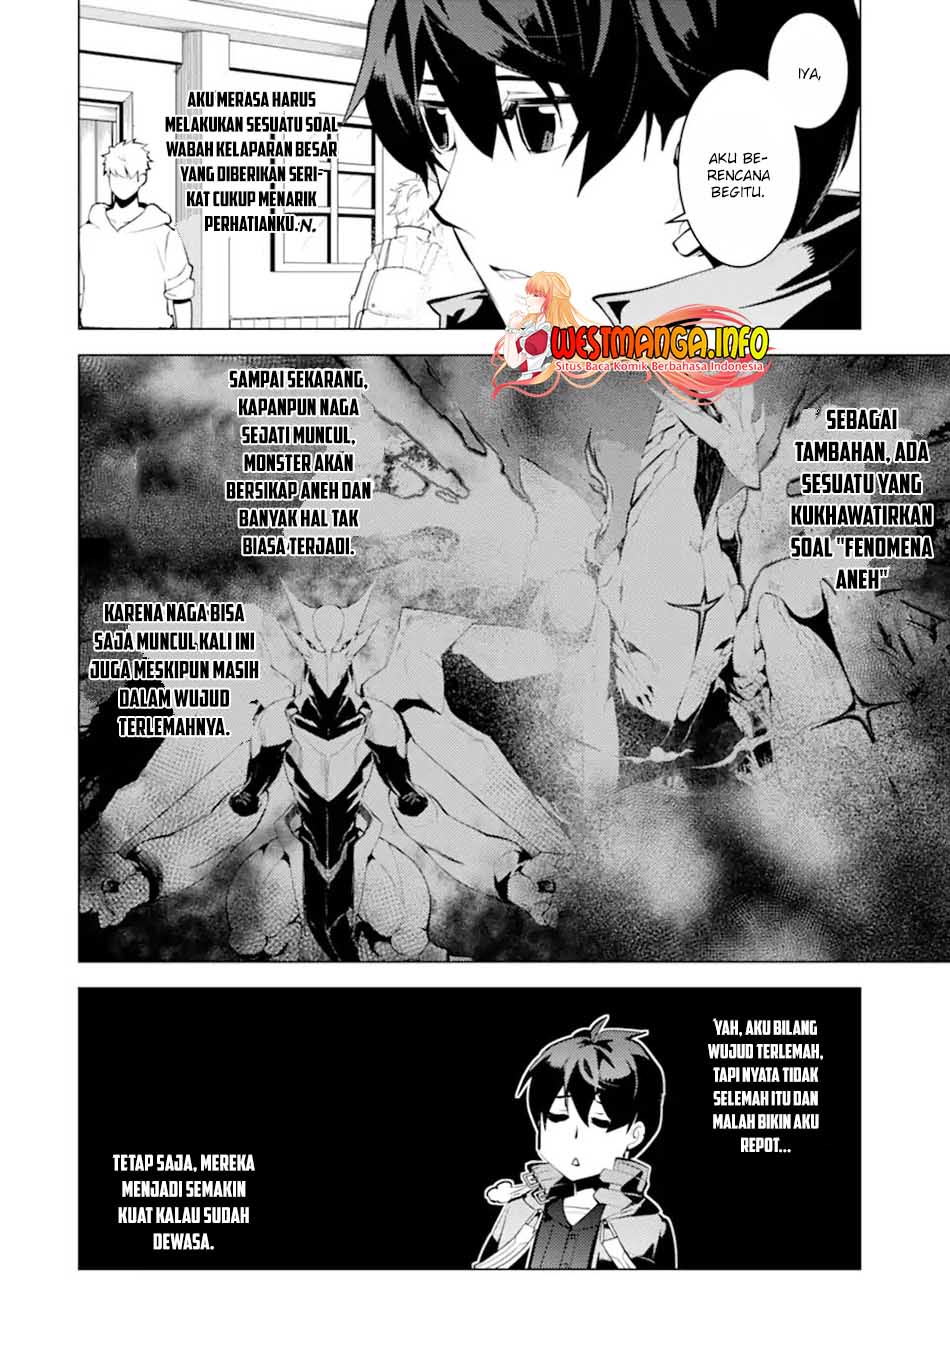 IYA,
AKU BE-
RENCANA
BEGITU.
AKU MERASA HARUS
MELAKUKAN SESUATU SOAL
WABAH KELAPARAN BESAR
YANG DIBERIKAN SERI-
KAT CUKUP MENARIK
PERHATIANKU.
WESTMANGA.INFO
Situs Baca Komik Berbahasa Indonesia
SEBAGAI
TAMBAHAN, ADA
SESUATU YANG
KUKHAWATIRKAN
SOAL "FENOMENA
ANEH"
SAMPAI SEKARANG,
KAPANPUN NAGA
SEJATI MUNCUL,
MONSTER AKAN
BERSIKAP ANEH DAN
BANYAK HAL TAK
BIASA TERJADI.
KARENA NAGA BISA
SAJA MUNCUL KALI INI
JUGA MESKIPUN MASIH
DALAM WUJUD
TERLEMAHNYA.
YAH, AKU BILANG
WUJUD TERLEMAH,
TAPI NYATA TIDAK
SELEMAH ITU DAN
MALAH BIKIN AKU
REPOT...
TETAP SAJA, MEREKA
MENJADI SEMAKIN
KUAT KALAU SUDAH
DEWASA.